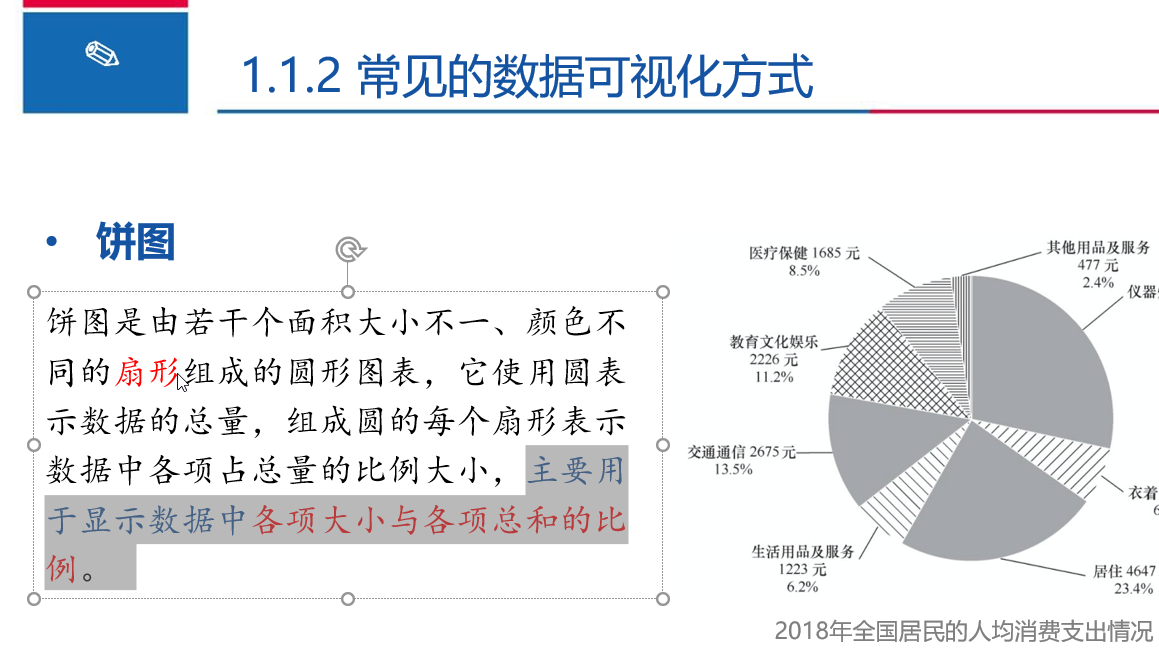 1.1.2 常见的数据可视化方式
• 饼图
饼图是由若干个面积大小不一、颜色不
同的扇形组成的圆形图表，它使用圆表
示数据的总量，组成圆的每个扇形表示
数据中各项占总量的比例大小，主要用
于显示数据中各项大小与各项总和的比
例。
其他用品及服务
477 元
2.4%
医疗保健 1685 元
8.5%
仪器
教育文化娱乐
2226 元
11.2%
交通通信 2675 元
13.5%
衣着
6
生活用品及服务
1223 元
6.2%
居住 4647
23.4%
2018年全国居民的人均消费支出情况